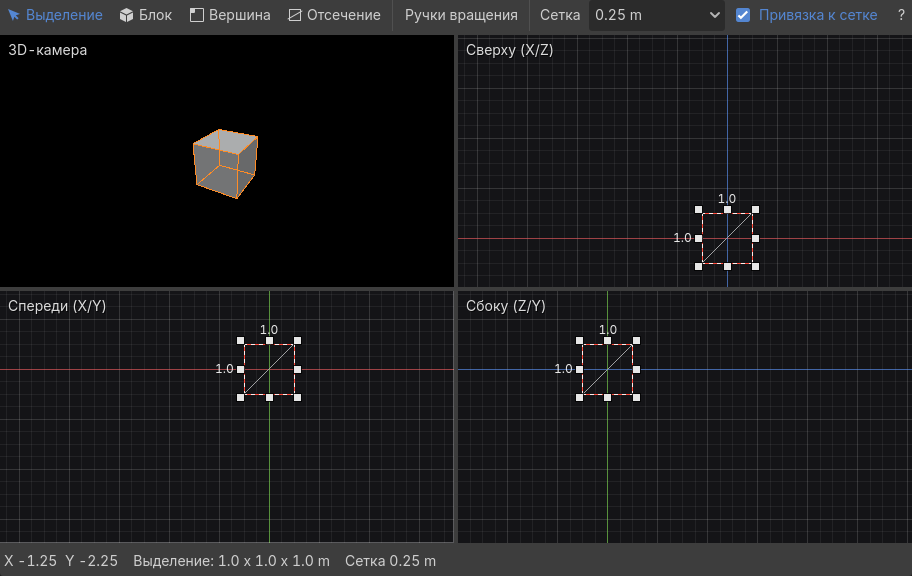 Выделение Блок Вершина Отсечение Ручки вращения Сетка 0.25 m Привязка к сетке ?
3D-камера
Сверху (X/Z)
1.0
1.0
Спереди (X/Y)
1.0
1.0
Сбоку (Z/Y)
1.0
1.0
X -1.25 Y -2.25 Выделение: 1.0 x 1.0 x 1.0 m Сетка 0.25 m